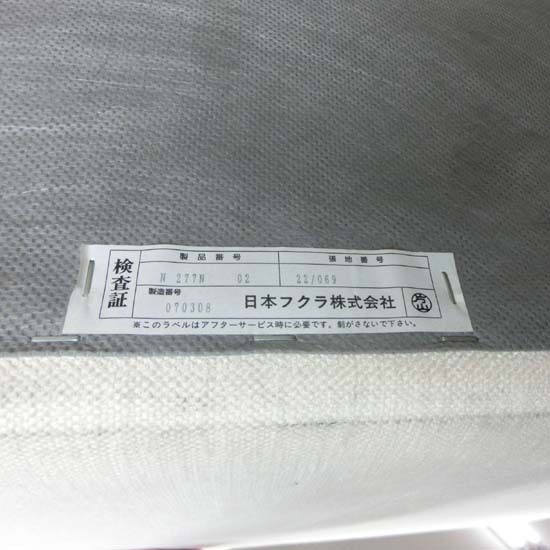 検査証
製品番号 張地番号
N 277N 02 22/069
製造番号 070308 日本フクラ株式会社
※このラベルはアフターサービス時に必要です。剝がさないで下さい。